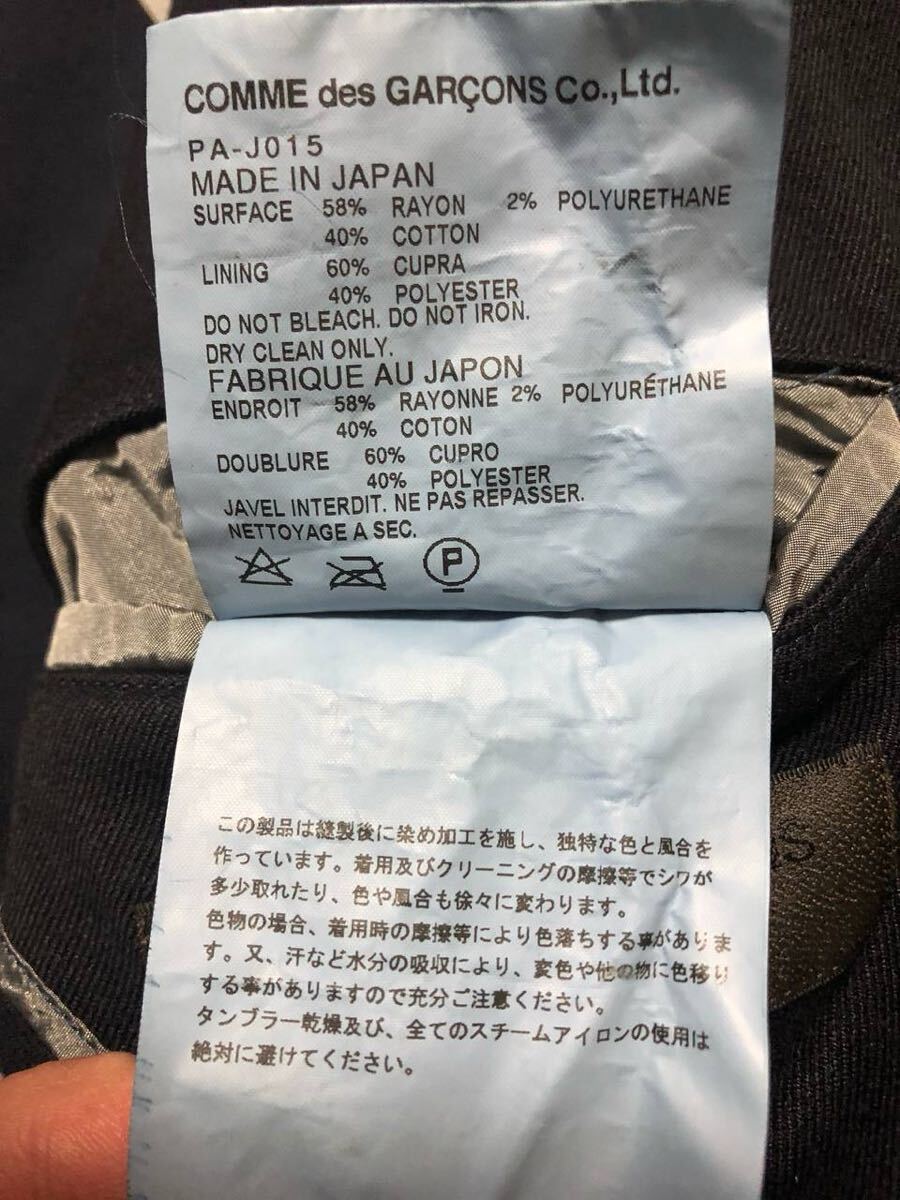 COMME des GARÇONS Co.,Ltd.
PA-J015
MADE IN JAPAN
SURFACE 58% RAYON 2% POLYURETHANE
40% COTTON
LINING 60% CUPRA
40% POLYESTER
DO NOT BLEACH. DO NOT IRON.
DRY CLEAN ONLY.
FABRIQUE AU JAPON
ENDROIT 58% RAYONNE 2% POLYURÉTHANE
40% COTON
DOUBLURE 60% CUPRO
40% POLYESTER
JAVEL INTERDIT. NE PAS REPASSER.
NETTOYAGE A SEC.
P
この製品は縫製後に染め加工を施し、独特な色と風合を
作っています。着用及びクリーニングの摩擦等でシワが
多少取れたり、色や風合も徐々に変わります。
色物の場合、着用時の摩擦等により色落ちする事がありま
す。又、汗など水分の吸収により、変色や他の物に色移り
する事がありますので充分ご注意ください。
タンブラー乾燥及び、全てのスチームアイロンの使用は
絶対に避けてください。